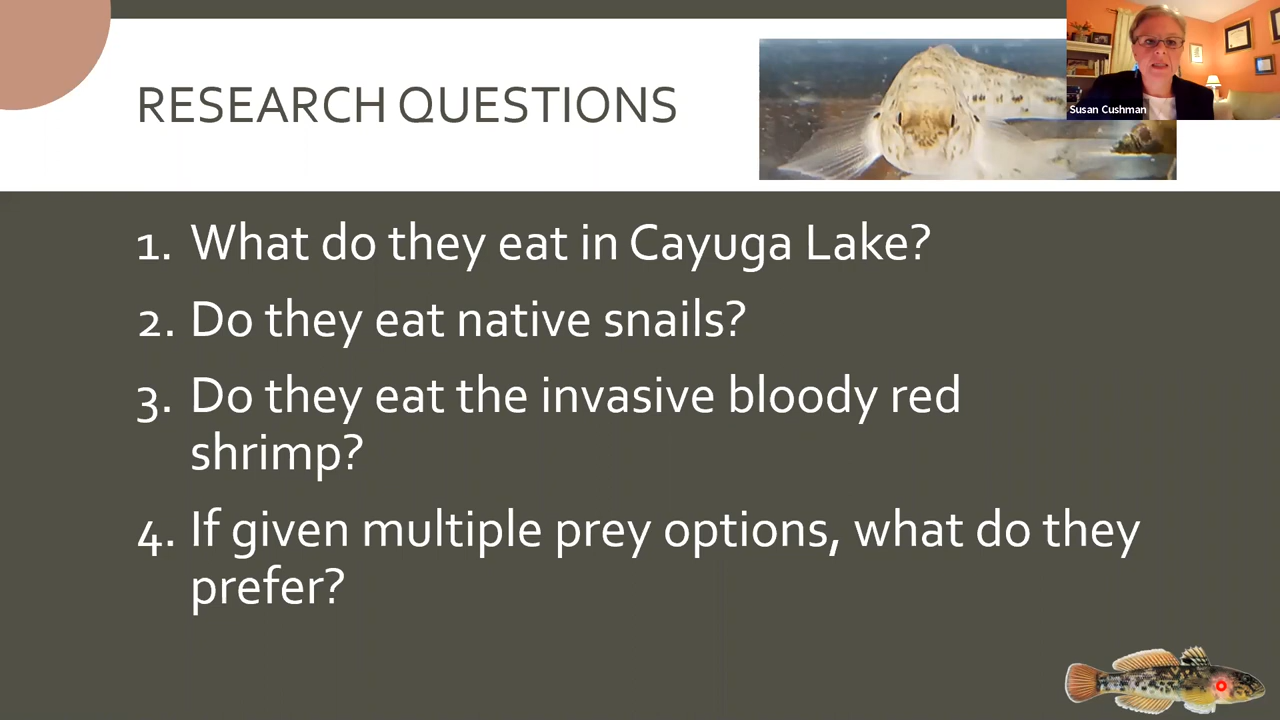 RESEARCH QUESTIONS
Susan Cushman
1. What do they eat in Cayuga Lake?
2. Do they eat native snails?
3. Do they eat the invasive bloody red
shrimp?
4. If given multiple prey options, what do they
prefer?